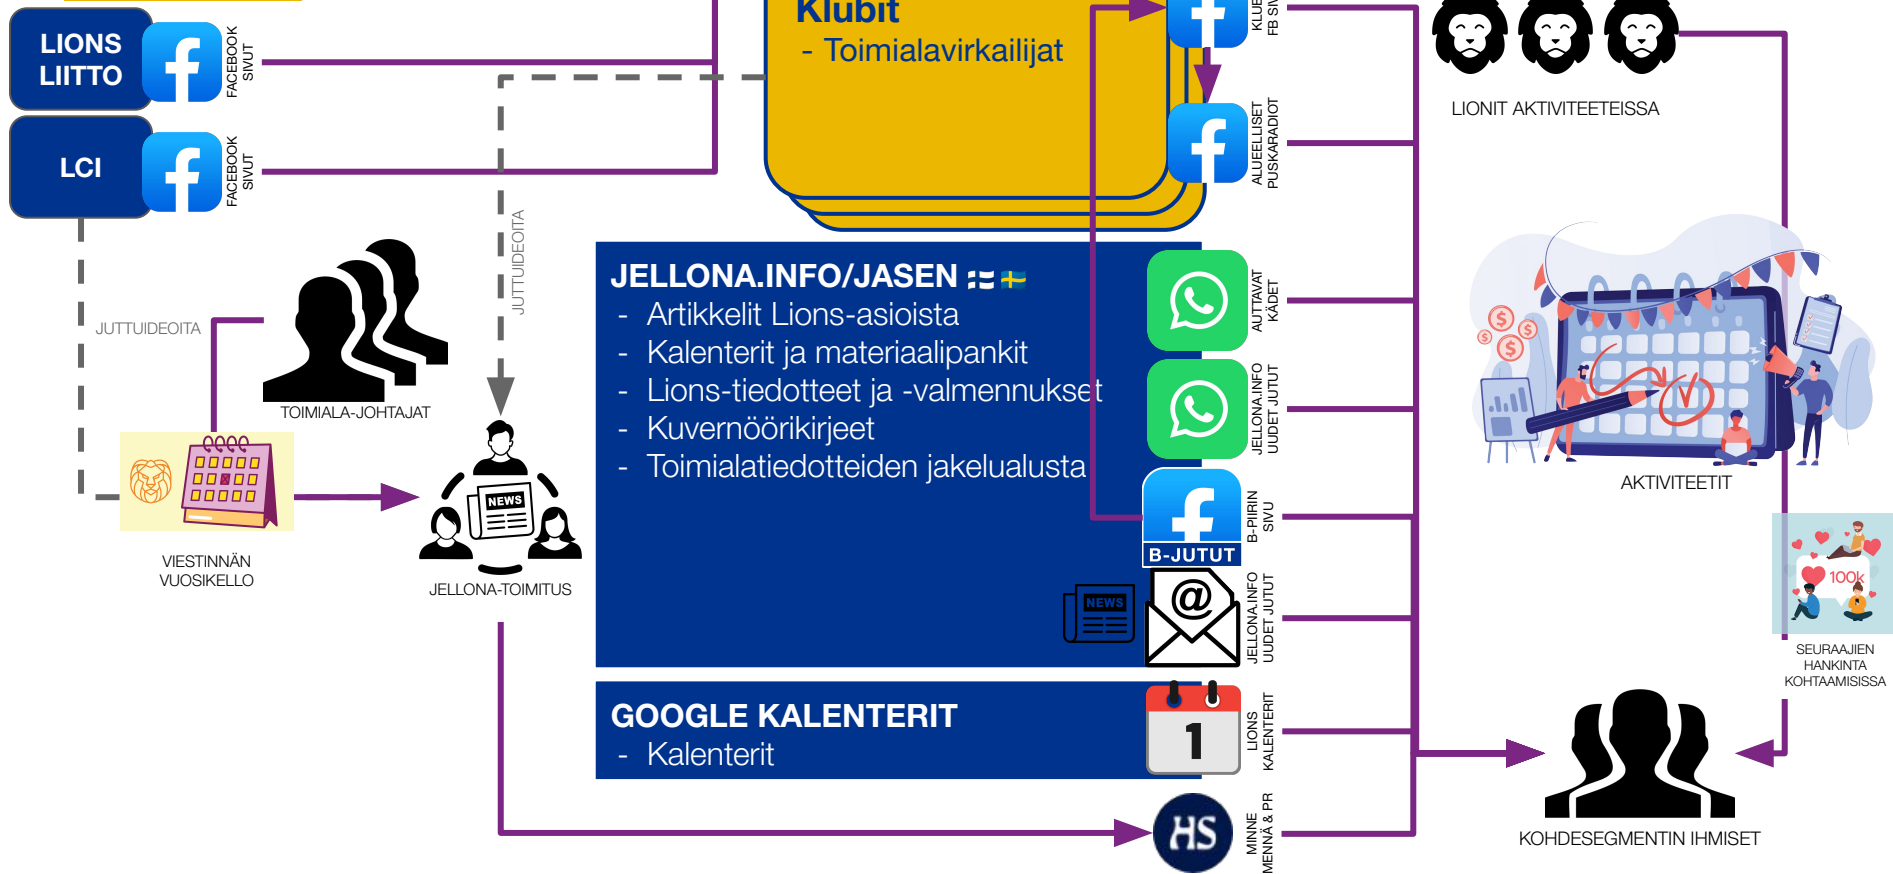 LIONS
LIITTO
FACEBOOK
SIVUT
LCI
FACEBOOK
SIVUT
Klubit
- Toimialavirkailijat
FB
ALUEELLISET
PUSKARADIOT
LIONIT AKTIVITEETEISSA
JUTTUIDEOITA
JUTTUIDEOITA
TOIMIALA-JOHTAJAT
VIESTINNÄN
VUOSIKELLO
NEWS
JELLONA-TOIMITUS
JELLONA.INFO/JASEN
- Artikkelit Lions-asioista
- Kalenterit ja materiaalipankit
- Lions-tiedotteet ja -valmennukset
- Kuvernöörikirjeet
- Toimialatiedotteiden jakelualusta
AUTTAVAT
KÄDET
JELLONA.INFO
UUDET JUTUT
B-PIIRIN
SIVU
B-JUTUT
NEWS
@
JELLONA.INFO
UUDET JUTUT
GOOGLE KALENTERIT
- Kalenterit
1
LIONS
KALENTERIT
HS
MINNE
MENNÄ & PR
AKTIVITEETIT
100k
SEURAAJIEN
HANKINTA
KOHTAAMISISSA
KOHDESEGMENTIN IHMISET